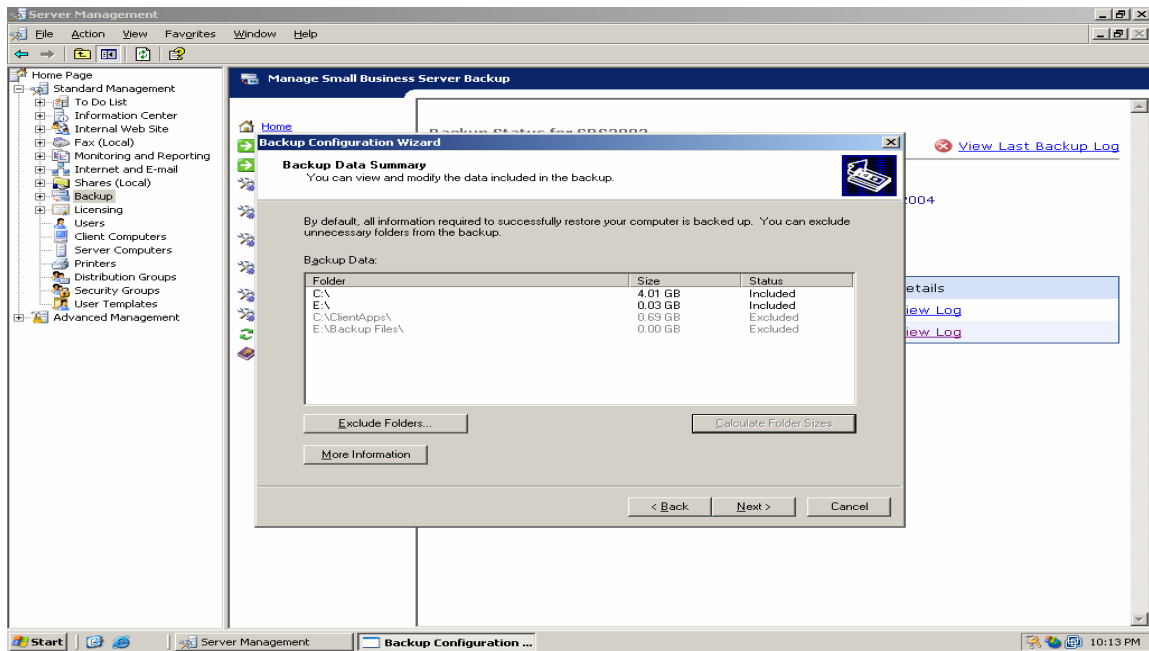 Server Management
File Action View Favorites Window Help
Home Page
Standard Management
To Do List
Information Center
Internal Web Site
Fax (Local)
Monitoring and Reporting
Internet and E-mail
Shares (Local)
Backup
Licensing
Users
Client Computers
Server Computers
Printers
Distribution Groups
Security Groups
User Templates
Advanced Management
Manage Small Business Server Backup
Home
View Last Backup Log
2004
etails
iew Log
iew Log
Backup Configuration Wizard
Backup Data Summary
You can view and modify the data included in the backup.
By default, all information required to successfully restore your computer is backed up. You can exclude
unnecessary folders from the backup.
Backup Data:
Folder Size Status
C:\ 4.01 GB Included
E:\ 0.03 GB Included
C:\ClientApps\ 0.69 GB Excluded
E:\Backup Files\ 0.00 GB Excluded
Exclude Folders... Calculate Folder Sizes
More Information
< Back Next > Cancel
Start Server Management Backup Configuration ... 10:13 PM